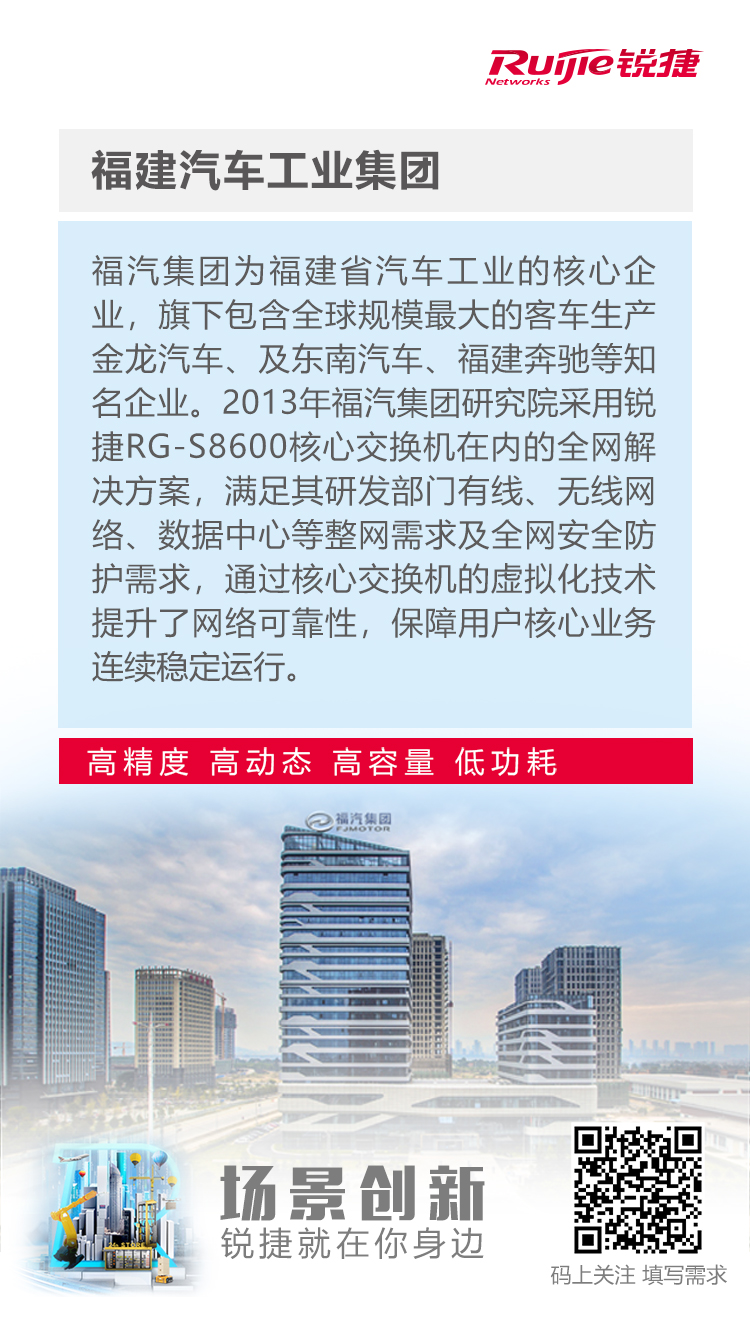 Ruijie锐捷
Networks
福建汽车工业集团
福汽集团为福建省汽车工业的核心企
业，旗下包含全球规模最大的客车生产
金龙汽车、及东南汽车、福建奔驰等知
名企业。2013年福汽集团研究院采用锐
捷RG-S8600核心交换机在内的全网解
决方案，满足其研发部门有线、无线网
络、数据中心等整网需求及全网安全防
护需求，通过核心交换机的虚拟化技术
提升了网络可靠性，保障用户核心业务
连续稳定运行。
高精度 高动态 高容量 低功耗
福汽集团
FJMOTOR
场景创新
锐捷就在你身边
码上关注 填写需求